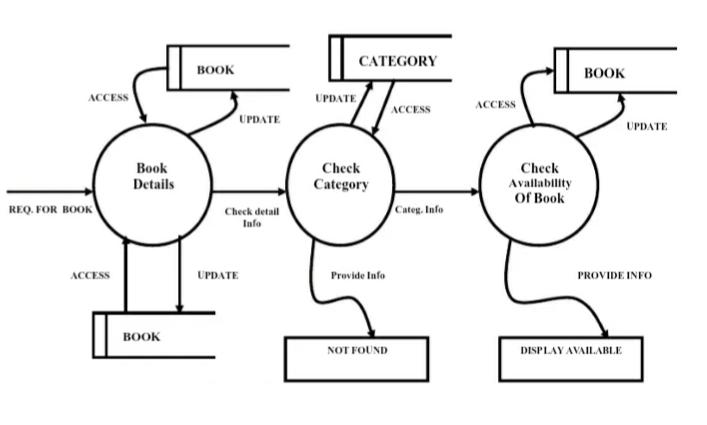 BOOK
CATEGORY
BOOK
ACCESS
UPDATE
UPDATE
ACCESS
ACCESS
UPDATE
Book
Details
Check
Category
Check
Availability
Of Book
REQ. FOR BOOK
Check detail
Info
Categ. Info
ACCESS
UPDATE
Provide Info
PROVIDE INFO
BOOK
NOT FOUND
DISPLAY AVAILABLE